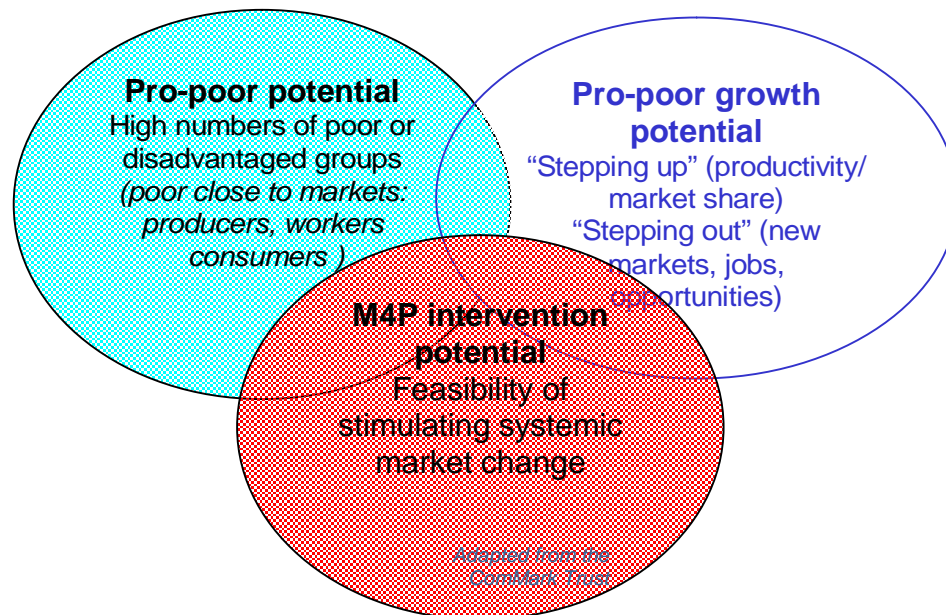 Pro-poor potential
High numbers of poor or
disadvantaged groups
(poor close to markets:
producers, workers
consumers )
Pro-poor growth
potential
“Stepping up” (productivity/
market share)
“Stepping out” (new
markets, jobs,
opportunities)
M4P intervention
potential
Feasibility of
stimulating systemic
market change
Adapted from the
ComMark Trust